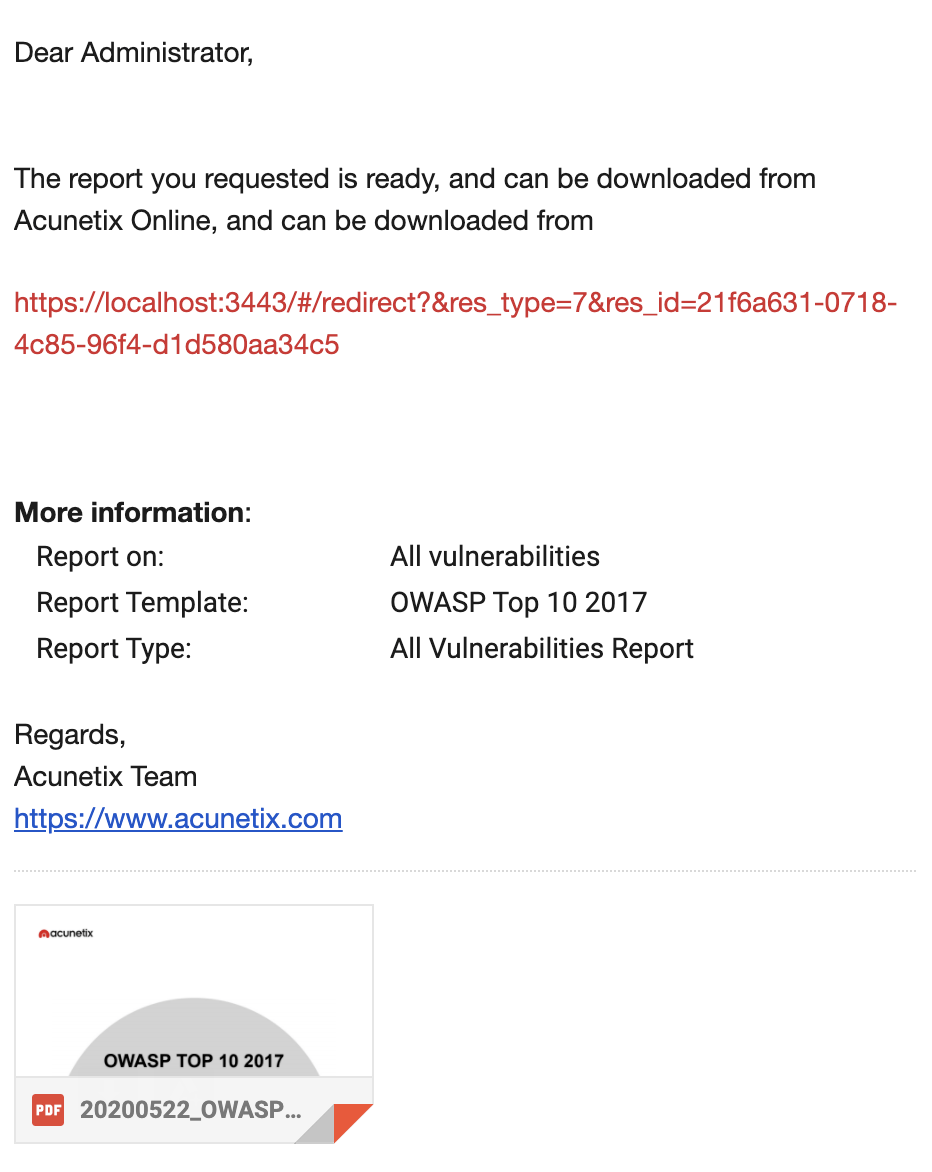 Dear Administrator,
The report you requested is ready, and can be downloaded from
Acunetix Online, and can be downloaded from
https://localhost:3443/#/redirect?&res_type=7&res_id=21f6a631-0718-
4c85-96f4-d1d580aa34c5
More information:
Report on: All vulnerabilities
Report Template: OWASP Top 10 2017
Report Type: All Vulnerabilities Report
Regards,
Acunetix Team
https://www.acunetix.com
acunetix
OWASP TOP 10 2017
PDF 20200522_OWASP...